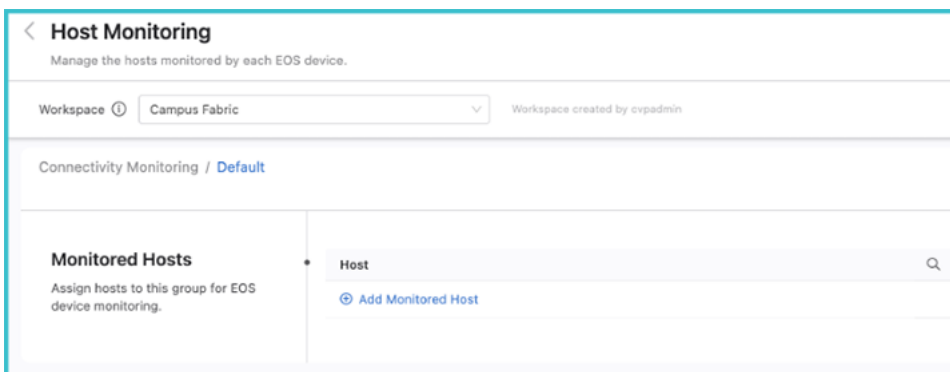 Host Monitoring
Manage the hosts monitored by each EOS device.
Workspace Campus Fabric Workspace created by cvpadmin
Connectivity Monitoring / Default
Monitored Hosts
Assign hosts to this group for EOS
device monitoring.
Host
Add Monitored Host